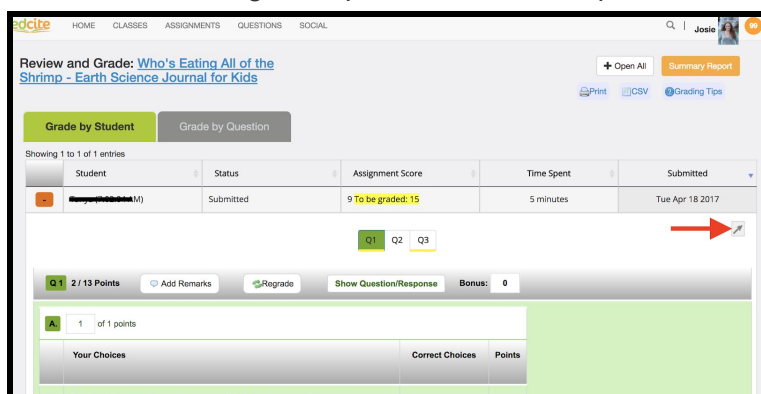 edcite HOME CLASSES ASSIGNMENTS QUESTIONS SOCIAL Josie 99
Review and Grade: Who's Eating All of the
Shrimp - Earth Science Journal for Kids
+ Open All Summary Report
Print CSV Grading Tips
Grade by Student Grade by Question
Showing 1 to 1 of 1 entries
Student Status Assignment Score Time Spent Submitted
- AM) Submitted 9 To be graded: 15 5 minutes Tue Apr 18 2017
Q1 Q2 Q3
Q 1 2 / 13 Points Add Remarks Regrade Show Question/Response Bonus: 0
A. 1 of 1 points
Your Choices Correct Choices Points